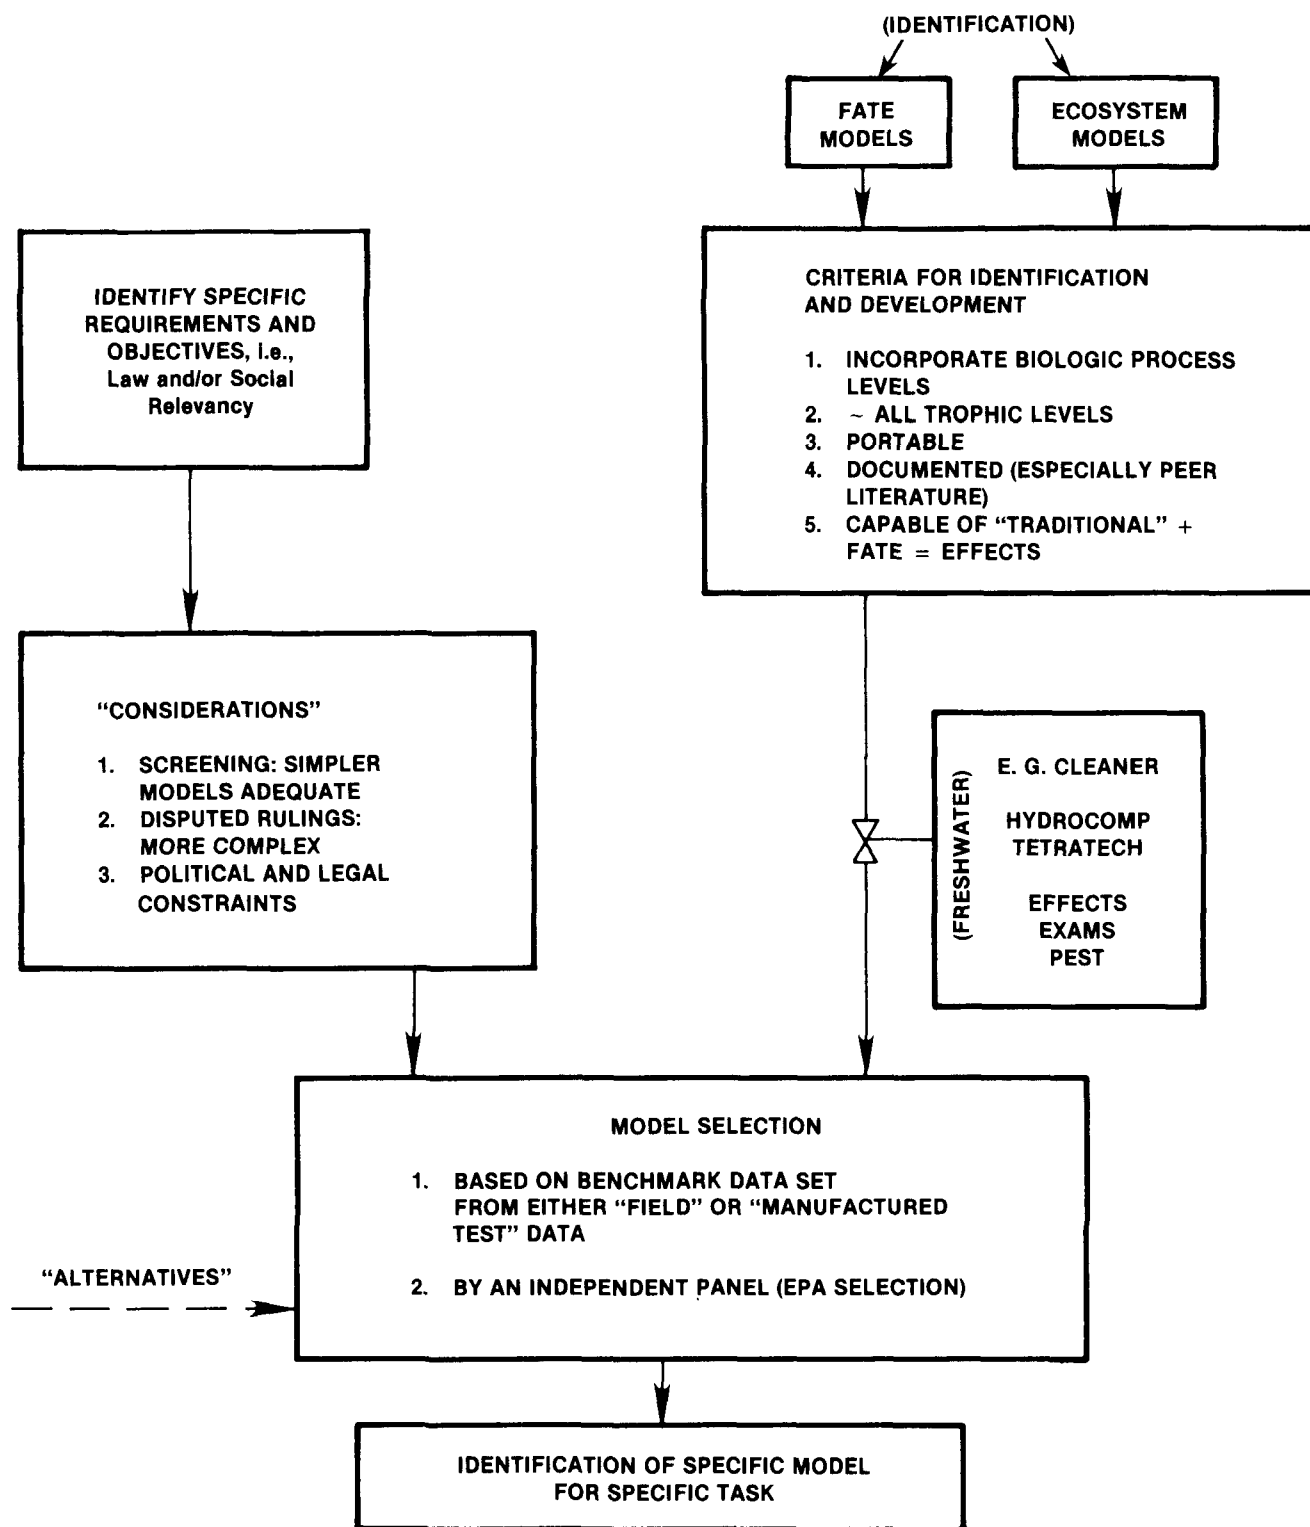 (IDENTIFICATION)
FATE
MODELS
ECOSYSTEM
MODELS
IDENTIFY SPECIFIC
REQUIREMENTS AND
OBJECTIVES, i.e.,
Law and/or Social
Relevancy
CRITERIA FOR IDENTIFICATION
AND DEVELOPMENT
1. INCORPORATE BIOLOGIC PROCESS
LEVELS
2. ~ ALL TROPHIC LEVELS
3. PORTABLE
4. DOCUMENTED (ESPECIALLY PEER
LITERATURE)
5. CAPABLE OF “TRADITIONAL” +
FATE = EFFECTS
“CONSIDERATIONS”
1. SCREENING: SIMPLER
MODELS ADEQUATE
2. DISPUTED RULINGS:
MORE COMPLEX
3. POLITICAL AND LEGAL
CONSTRAINTS
(FRESHWATER)
E. G. CLEANER
HYDROCOMP
TETRATECH
EFFECTS
EXAMS
PEST
MODEL SELECTION
1. BASED ON BENCHMARK DATA SET
FROM EITHER “FIELD” OR “MANUFACTURED
TEST” DATA
2. BY AN INDEPENDENT PANEL (EPA SELECTION)
“ALTERNATIVES”
IDENTIFICATION OF SPECIFIC MODEL
FOR SPECIFIC TASK